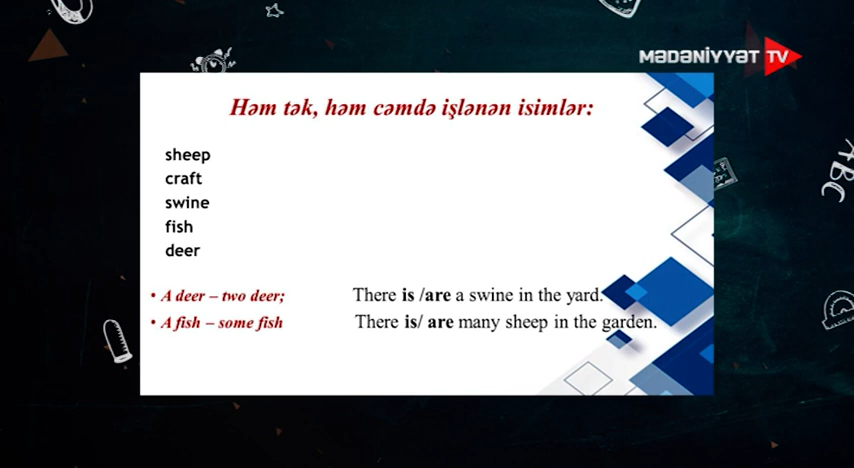 MƏDƏNİYYƏT TV
Həm tək, həm cəmdə işlənən isimlər:
sheep
craft
swine
fish
deer
• A deer – two deer; There is /are a swine in the yard.
• A fish – some fish There is/ are many sheep in the garden.
ABC